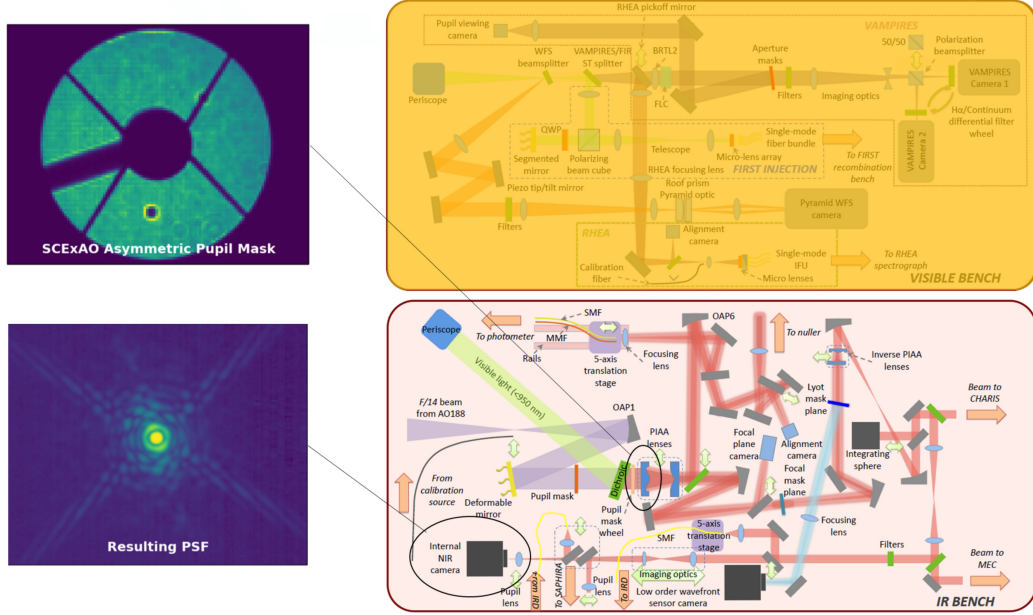 SCExAO Asymmetric Pupil Mask
Resulting PSF
RHEA pickoff mirror
Pupil viewing
camera
VAMPIRES
WFS
beamsplitter
VAMPIRES/FIR
ST splitter
BRTL2
Aperture
masks
50/50
Polarization
beamsplitter
Periscope
FLC
Filters
Imaging optics
VAMPIRES
Camera 1
VAMPIRES
Camera 2
Hα/Continuum
differential filter
wheel
QWP
Segmented
mirror
Polarizing
beam cube
Telescope
Single-mode
fiber bundle
Micro-lens array
RHEA focusing lens
FIRST INJECTION
To FIRST
recombination
bench
Piezo tip/tilt mirror
Roof prism
Pyramid optic
Filters
Pyramid WFS
camera
RHEA
Alignment
camera
Single-mode
IFU
Calibration
fiber
Micro lenses
To RHEA
spectrograph
VISIBLE BENCH
Periscope
To photometer
SMF
MMF
Rails
5-axis
translation
stage
Focusing
lens
OAP6
To nuller
Inverse PIAA
lenses
Visible light (<950 nm)
F/14 beam
from AO188
OAP1
PIAA
lenses
Lyot
mask
plane
Beam to
CHARIS
Focal
plane
camera
Alignment
camera
Focal
mask
plane
Integrating
sphere
From
calibration
source
Deformable
mirror
Pupil mask
Dichroic
Pupil
mask
wheel
Focusing
lens
5-axis
translation
stage
SMF
Internal
NIR
camera
Pupil
lens
From IRD
To SAPHIRA
Pupil
lens
To IRD
Imaging optics
Low order wavefront
sensor camera
Filters
Beam to
MEC
IR BENCH